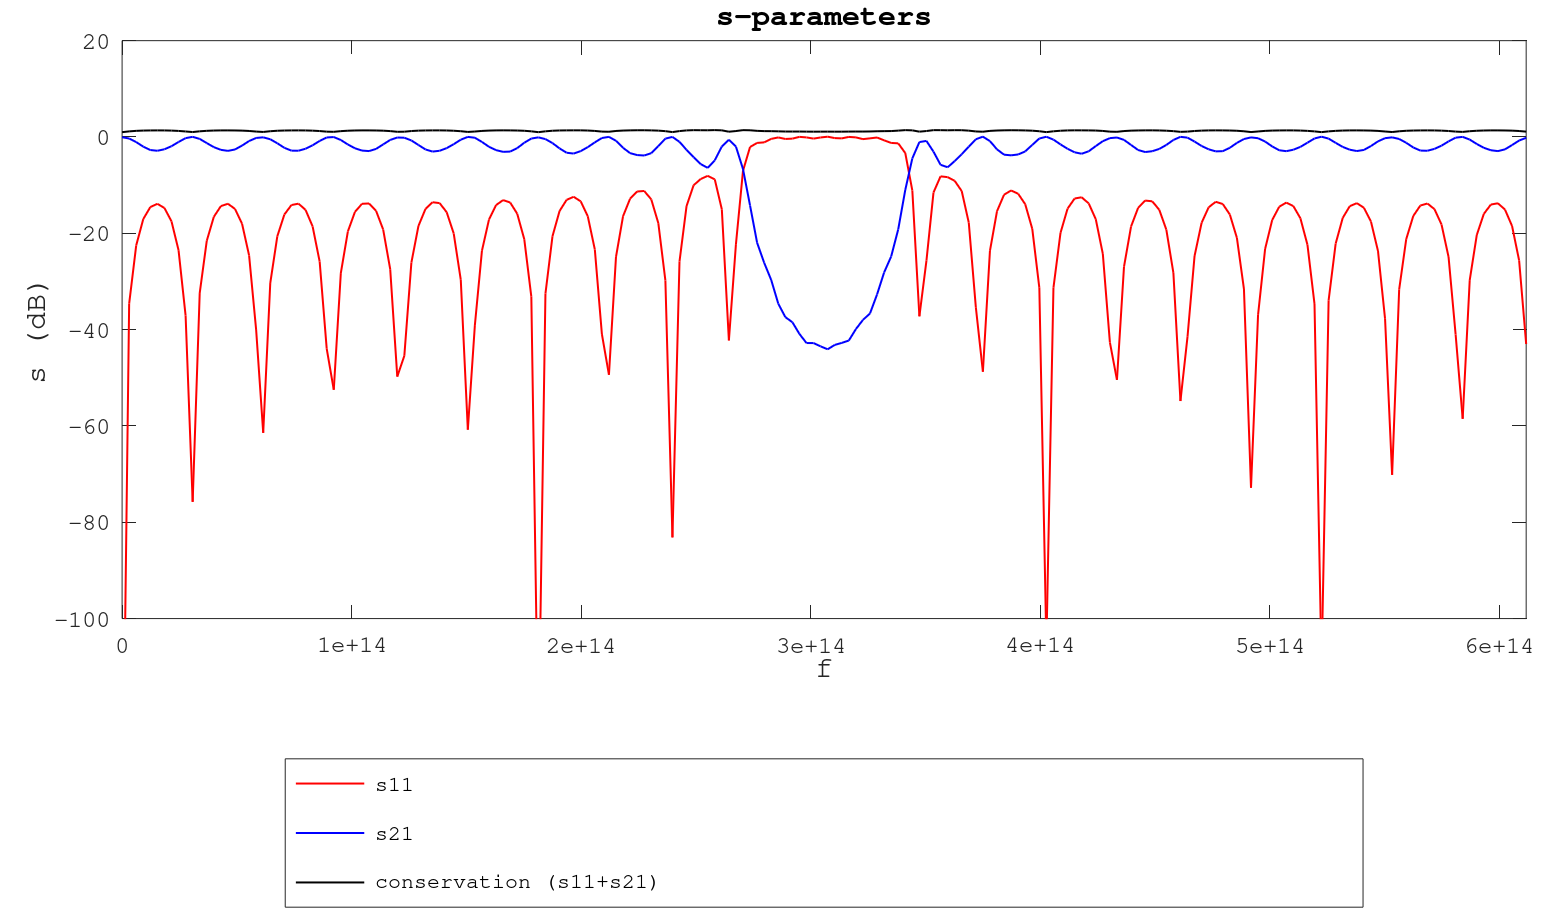 s-parameters
20
0
-20
-40
-60
-80
-100
s (dB)
0 1e+14 2e+14 3e+14 4e+14 5e+14 6e+14
f
s11
s21
conservation (s11+s21)